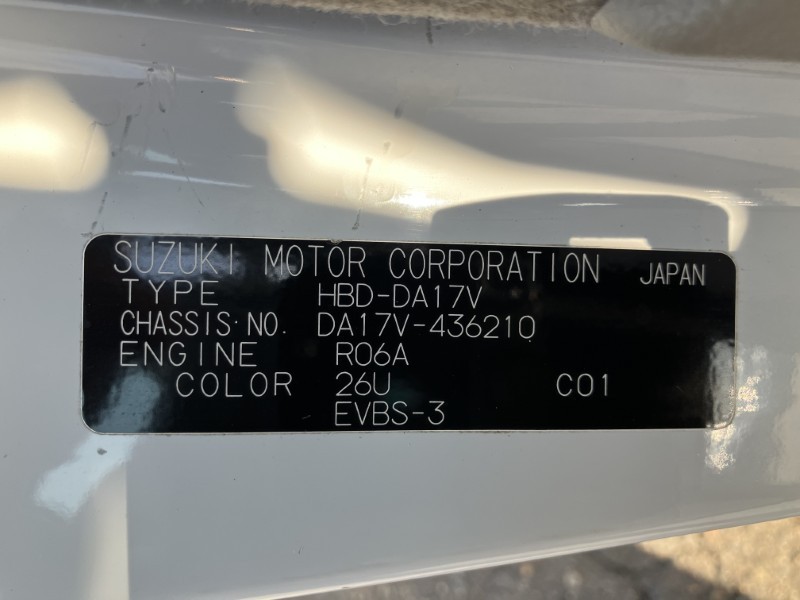 SUZUKI MOTOR CORPORATION JAPAN
TYPE HBD-DA17V
CHASSIS·NO. DA17V-436210
ENGINE R06A
COLOR 26U C01
EVBS-3